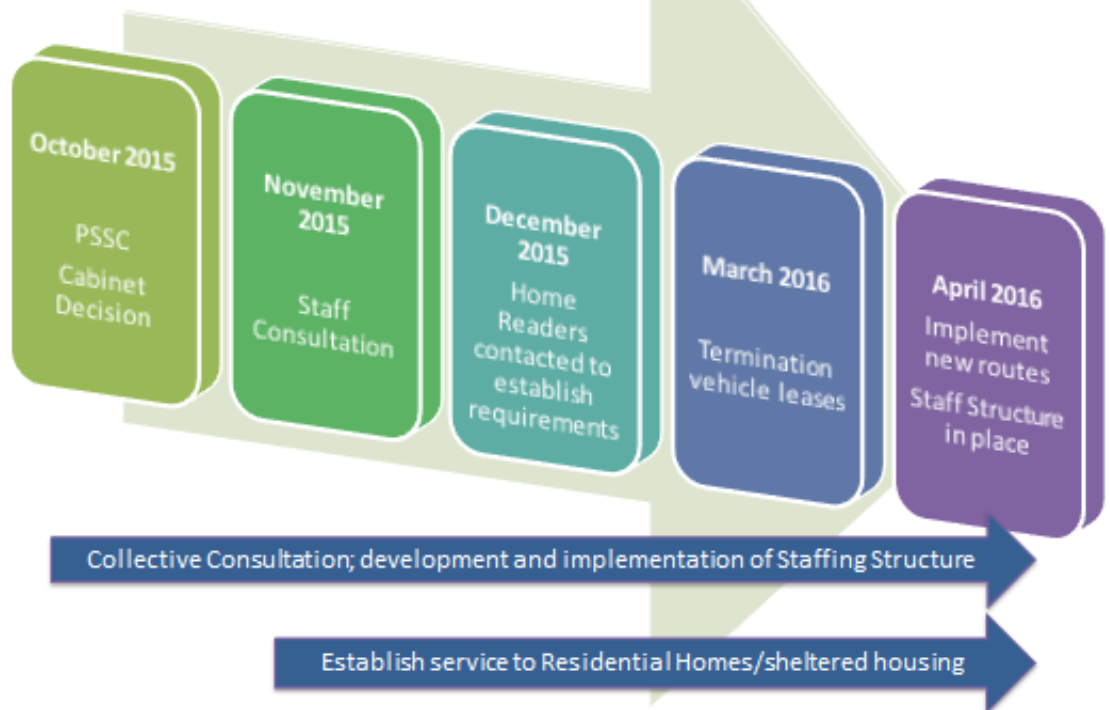 October 2015
PSSC
Cabinet
Decision
November
2015
Staff
Consultation
December
2015
Home
Readers
contacted to
establish
requirements
March 2016
Termination
vehicle leases
April 2016
Implement
new routes
Staff Structure
in place
Collective Consultation; development and implementation of Staffing Structure
Establish service to Residential Homes/sheltered housing